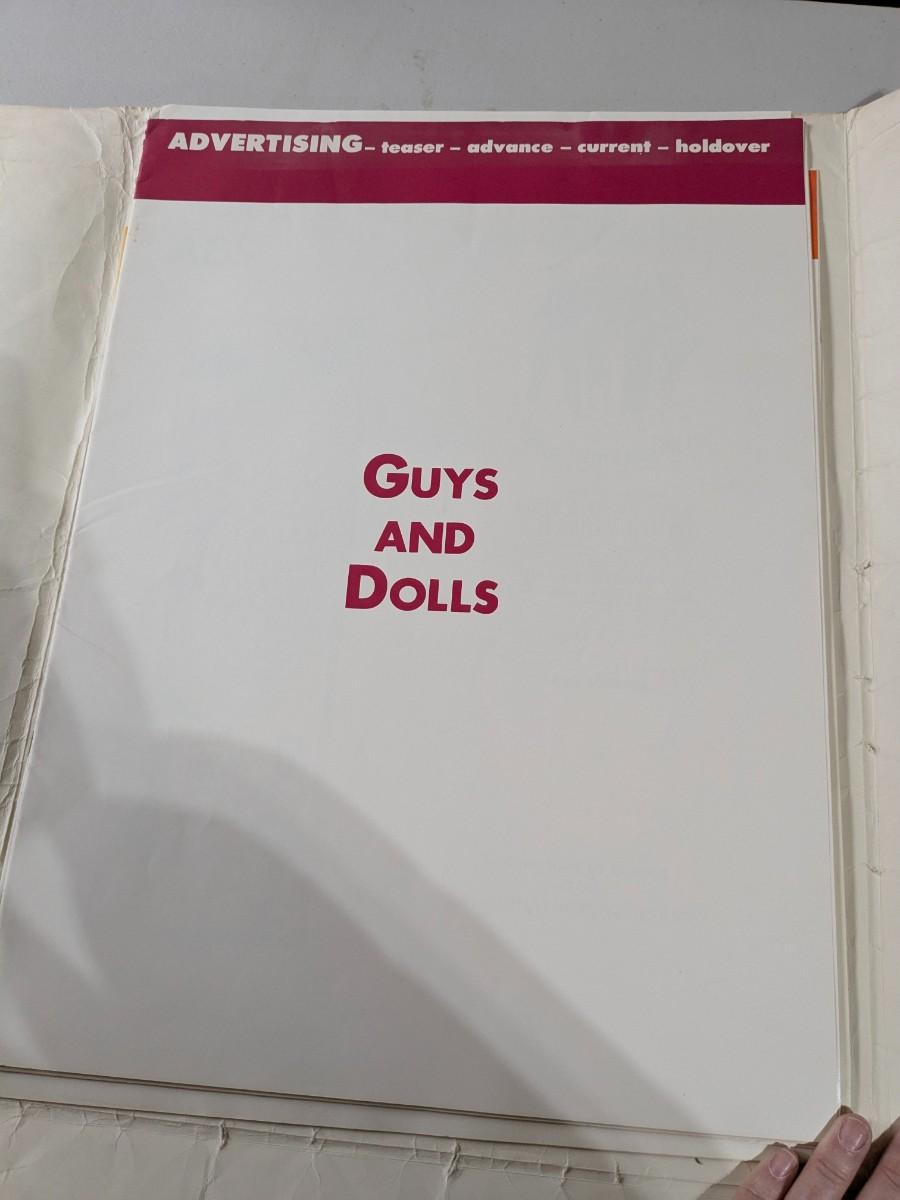 ADVERTISING– teaser – advance – current – holdover
GUYS
AND
DOLLS